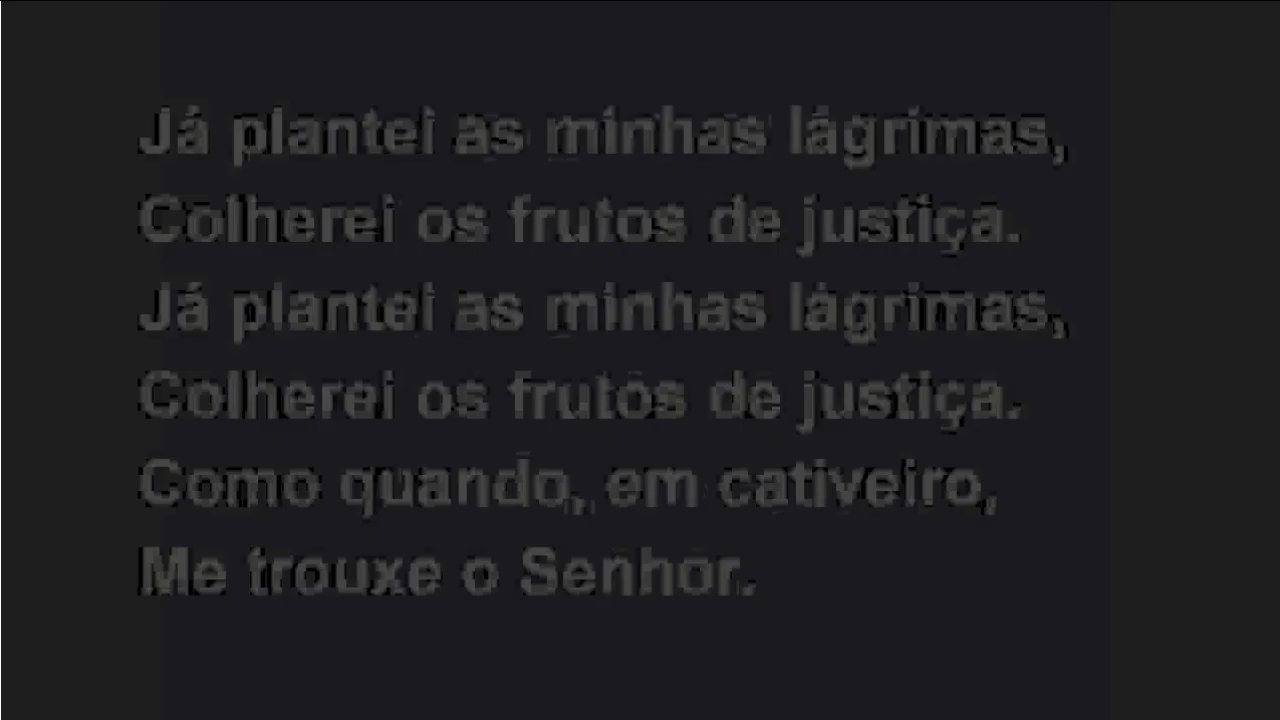 Já plantei as minhas lágrimas,
Colherei os frutos de justiça.
Já plantei as minhas lágrimas,
Colherei os frutos de justiça.
Como quando, em cativeiro,
Me trouxe o Senhor.